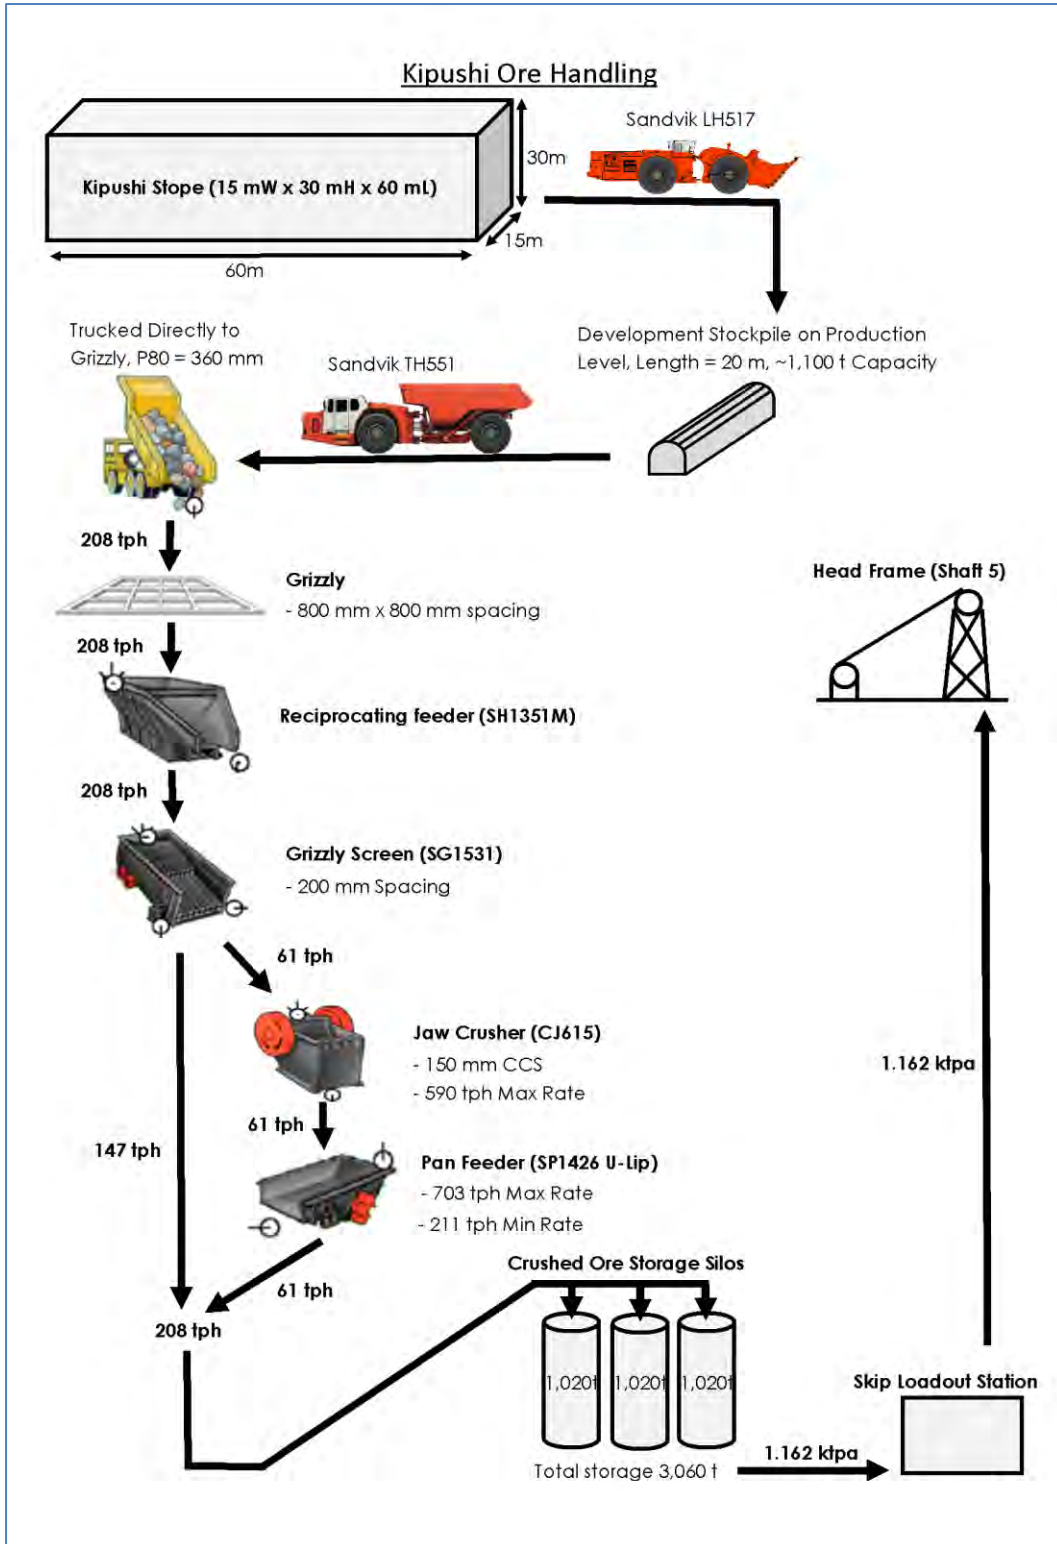 Kipushi Ore Handling
Sandvik LH517
30m
Kipushi Stope (15 mW x 30 mH x 60 mL)
15m
60m
Development Stockpile on Production
Level, Length = 20 m, ~1,100 t Capacity
Trucked Directly to
Grizzly, P80 = 360 mm
Sandvik TH551
208 tph
Grizzly
- 800 mm x 800 mm spacing
208 tph
Reciprocating feeder (SH1351M)
208 tph
Grizzly Screen (SG1531)
- 200 mm Spacing
61 tph
Jaw Crusher (CJ615)
- 150 mm CCS
- 590 tph Max Rate
61 tph
147 tph
Pan Feeder (SP1426 U-Lip)
- 703 tph Max Rate
- 211 tph Min Rate
61 tph
208 tph
Crushed Ore Storage Silos
1,020t
1,020t
1,020t
Total storage 3,060 t
1.162 ktpa
Skip Loadout Station
1.162 ktpa
Head Frame (Shaft 5)